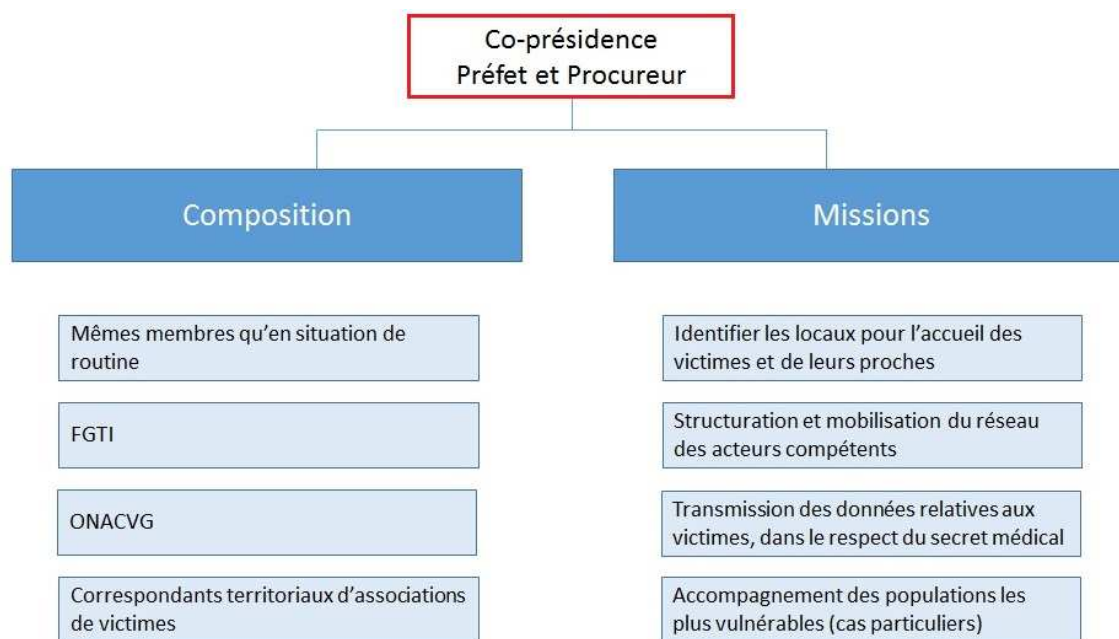 Co-présidence
Préfet et Procureur
Composition
Mêmes membres qu'en situation de
routine
FGTI
ONACVG
Correspondants territoriaux d'associations
de victimes
Missions
Identifier les locaux pour l'accueil des
victimes et de leurs proches
Structuration et mobilisation du réseau
des acteurs compétents
Transmission des données relatives aux
victimes, dans le respect du secret médical
Accompagnement des populations les
plus vulnérables (cas particuliers)